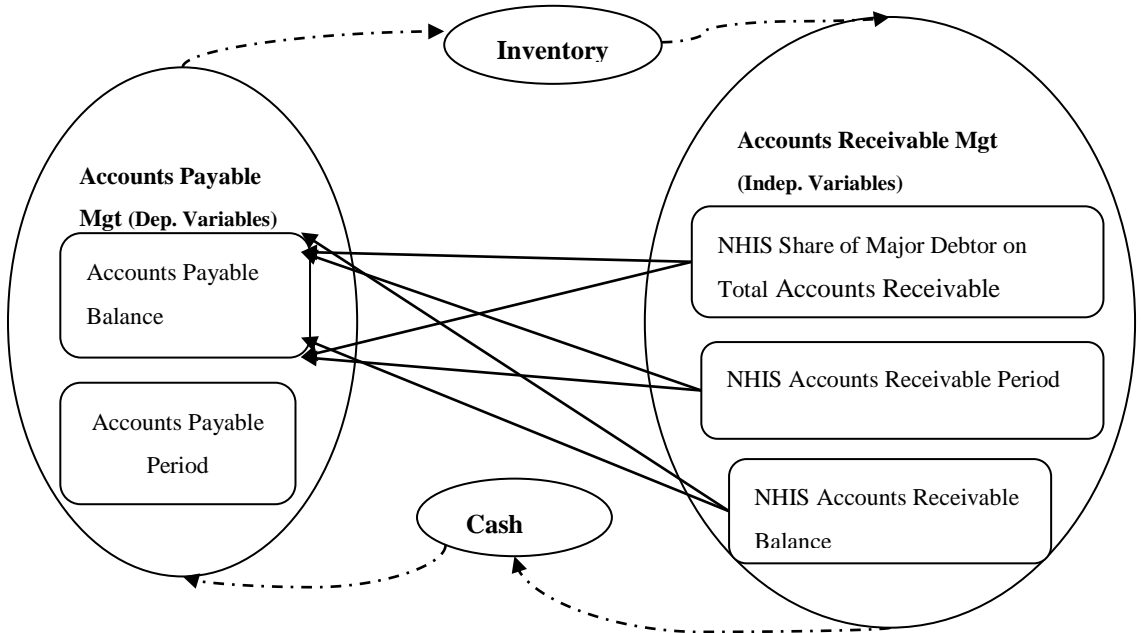 Inventory
Accounts Payable
Mgt (Dep. Variables)
Accounts Payable
Balance
Accounts Payable
Period
Accounts Receivable Mgt
(Indep. Variables)
NHIS Share of Major Debtor on
Total Accounts Receivable
NHIS Accounts Receivable Period
NHIS Accounts Receivable
Balance
Cash